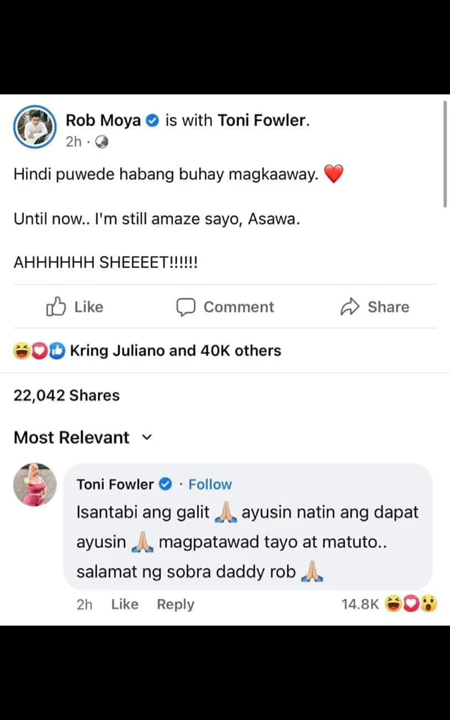 Rob Moya is with Toni Fowler.
2h ·
Hindi puwede habang buhay magkaaway. ❤️
Until now.. I'm still amaze sayo, Asawa.
AHHHHHH SHEEEET!!!!!!
Like Comment Share
Kring Juliano and 40K others
22,042 Shares
Most Relevant
Toni Fowler · Follow
Isantabi ang galit 🙏🏼 ayusin natin ang dapat
ayusin 🙏🏼 magpatawad tayo at matuto..
salamat ng sobra daddy rob 🙏🏼
2h Like Reply 14.8K